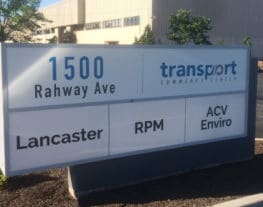 1500
Rahway Ave
transport
COMMERCE CENTER
Lancaster
RPM
ACV
Enviro